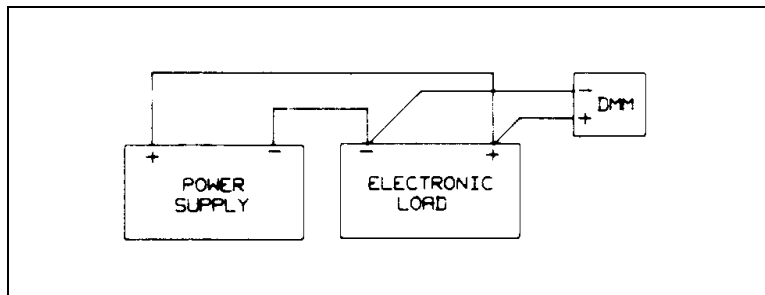 −
DMM
+
+ −
− +
POWER
SUPPLY
ELECTRONIC
LOAD